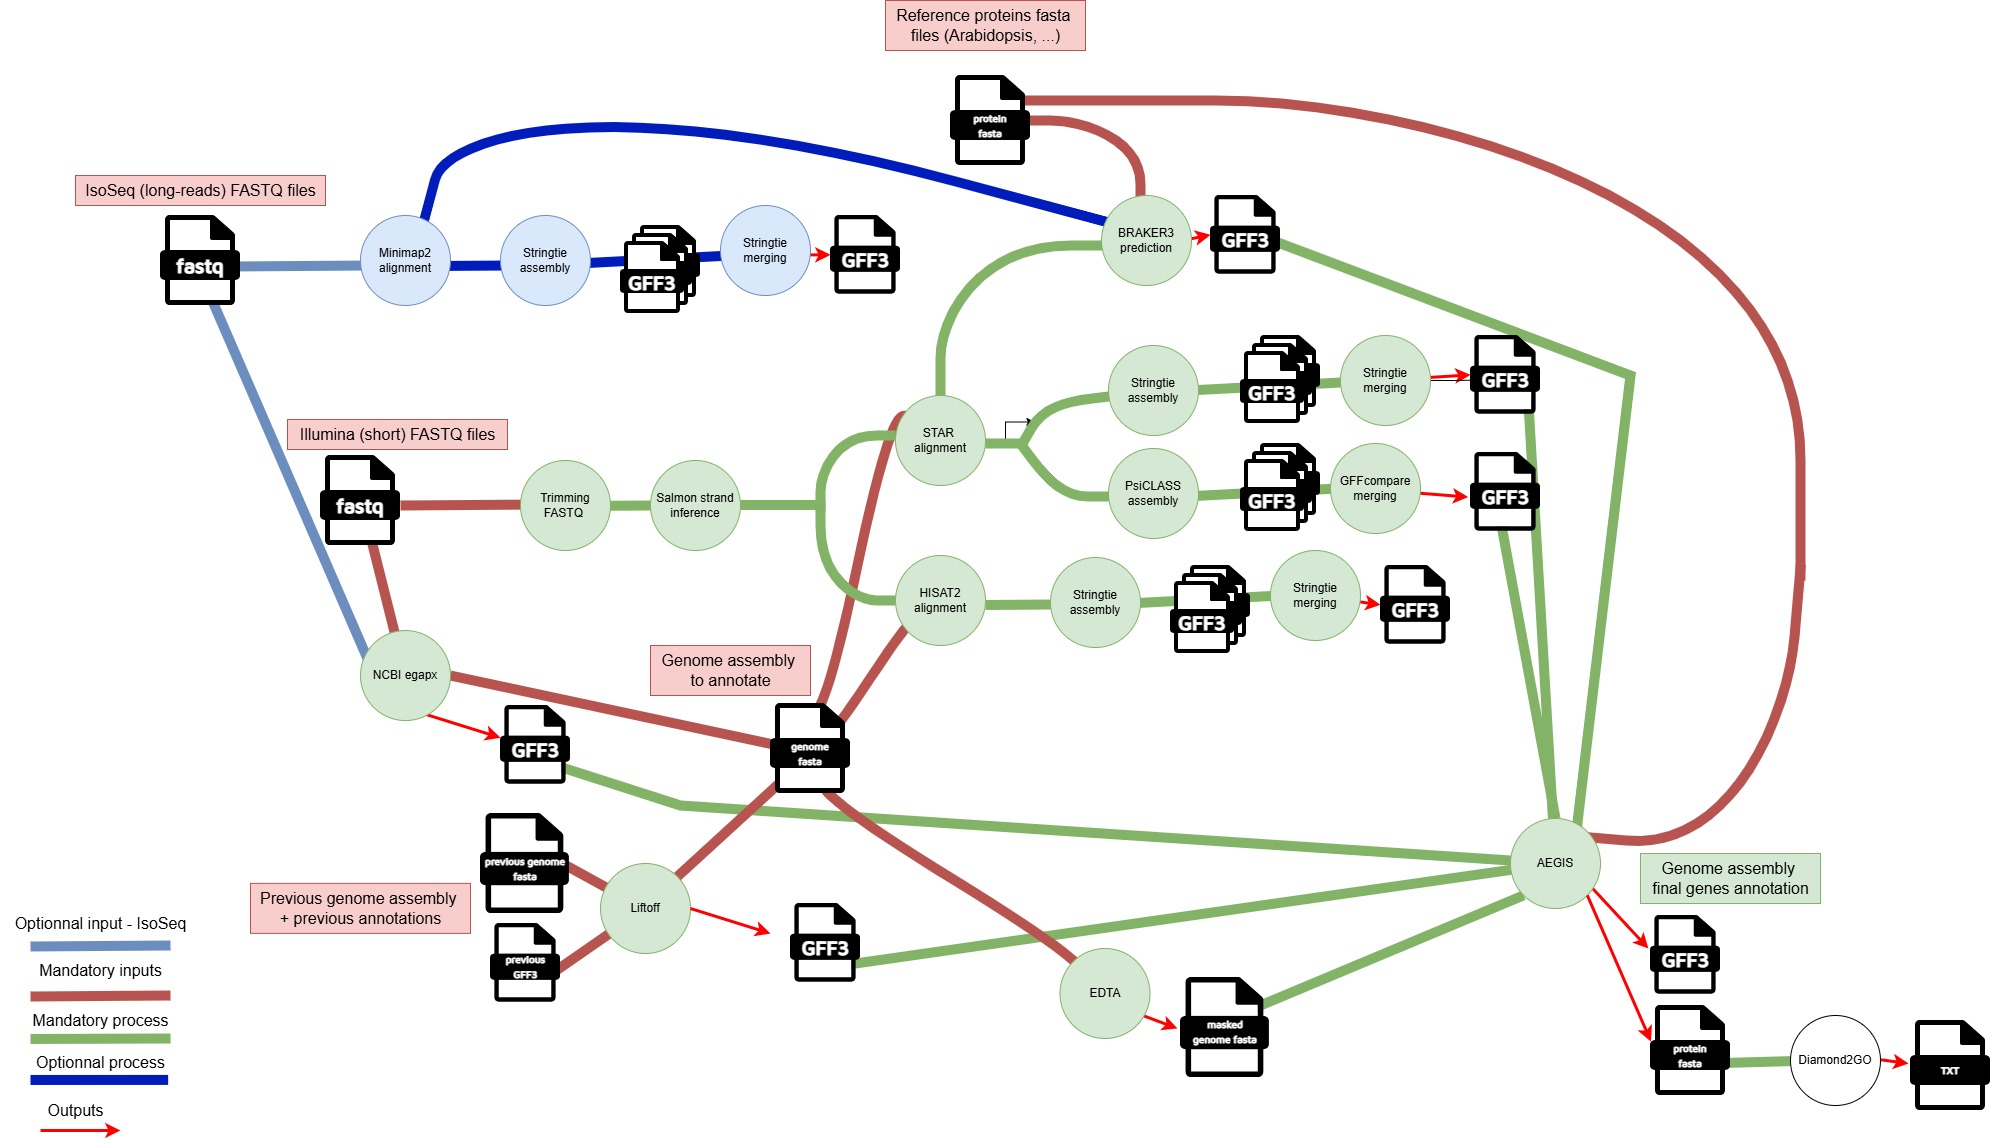 Reference proteins fasta
files (Arabidopsis, ...)
protein
fasta
IsoSeq (long-reads) FASTQ files
fastq
Minimap2
alignment
Stringtie
assembly
GFF3
Stringtie
merging
GFF3
BRAKER3
prediction
GFF3
Illumina (short) FASTQ files
fastq
Trimming
FASTQ
Salmon strand
inference
STAR
alignment
Stringtie
assembly
GFF3
Stringtie
merging
GFF3
PsiCLASS
assembly
GFF3
GFFcompare
merging
GFF3
HISAT2
alignment
Stringtie
assembly
GFF3
Stringtie
merging
GFF3
NCBI egapx
GFF3
Genome assembly
to annotate
genome
fasta
Previous genome assembly
+ previous annotations
previous genome
fasta
previous
GFF3
Liftoff
GFF3
EDTA
masked
genome fasta
AEGIS
Genome assembly
final genes annotation
GFF3
protein
fasta
Diamond2GO
TXT
Optionnal input - IsoSeq
Mandatory inputs
Mandatory process
Optionnal process
Outputs